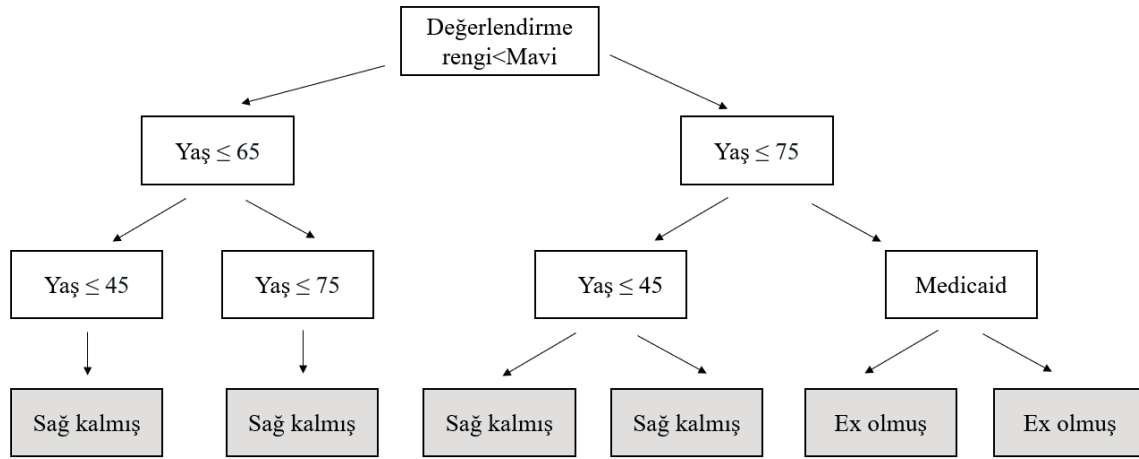 Değerlendirme
rengi<Mavi
Yaş ≤ 65
Yaş ≤ 75
Yaş ≤ 45
Yaş ≤ 75
Yaş ≤ 45
Medicaid
Sağ kalmış
Sağ kalmış
Sağ kalmış
Sağ kalmış
Ex olmuş
Ex olmuş